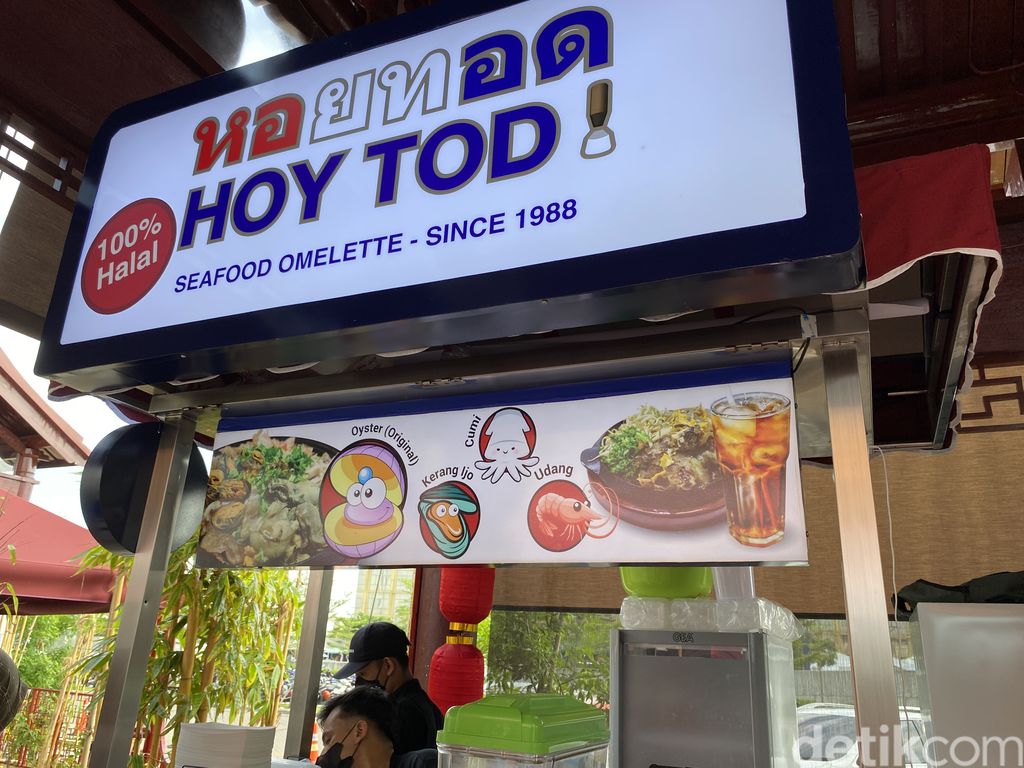 หอยทอด
HOY TOD !
100%
Halal
SEAFOOD OMELETTE - SINCE 1988
Oyster (Original)
Kerang Ijo
Cumi
Udang
GEA
detikcom